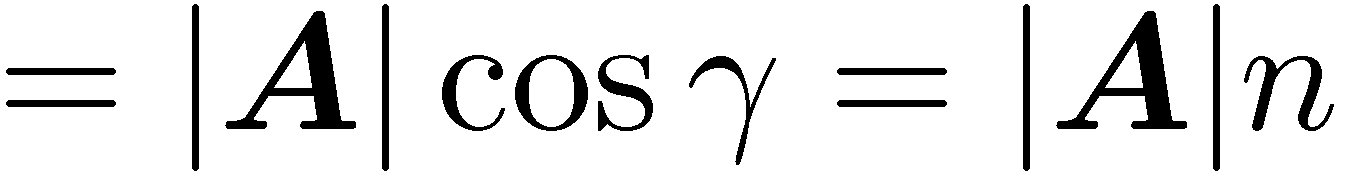 = |𝑨| cos γ = |𝑨|n